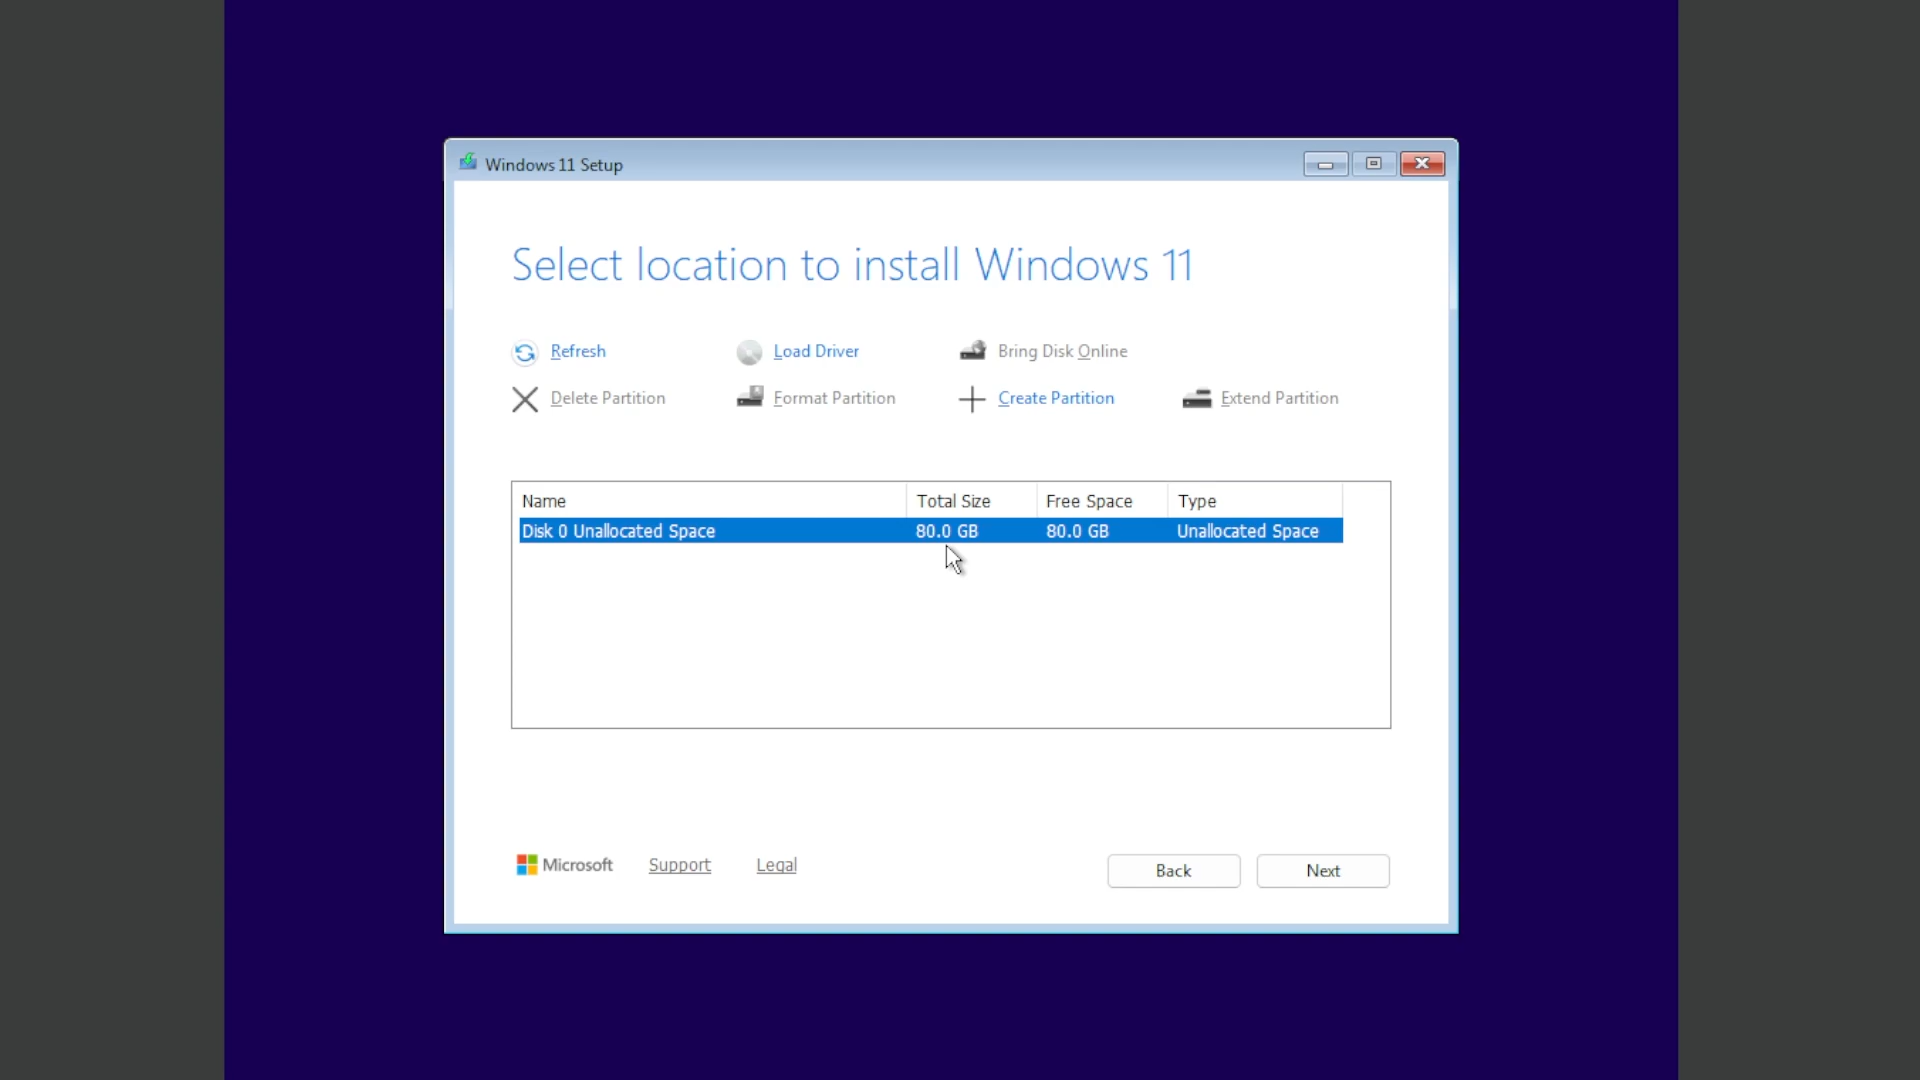 Windows 11 Setup
Select location to install Windows 11
Refresh Load Driver Bring Disk Online
Delete Partition Format Partition Create Partition Extend Partition
Name Total Size Free Space Type
Disk 0 Unallocated Space 80.0 GB 80.0 GB Unallocated Space
Microsoft Support Legal Back Next